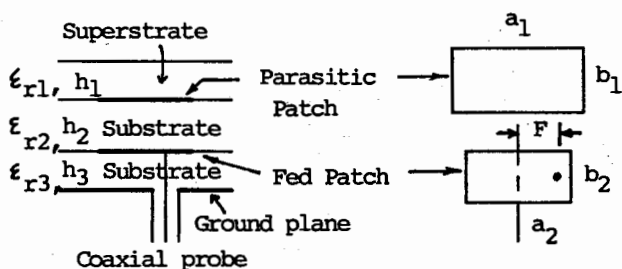 Superstrate
εr1, h1
Parasitic
Patch
εr2, h2 Substrate
εr3, h3 Substrate
Fed Patch
Ground plane
Coaxial probe
a1
b1
F
b2
a2